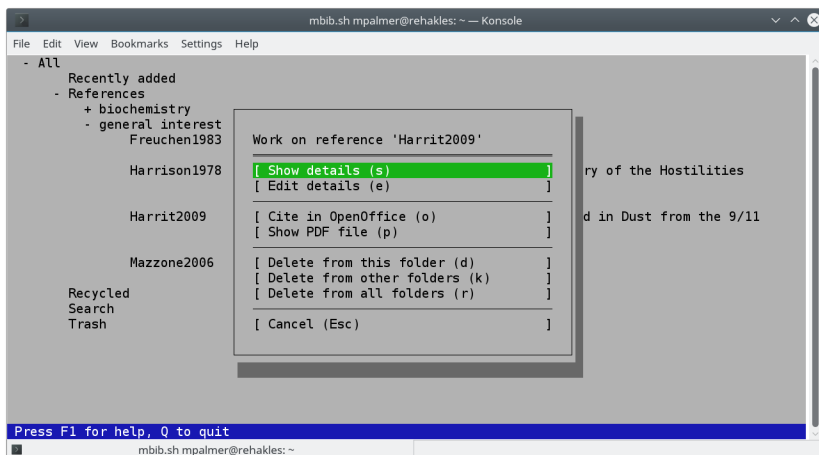 mbib.sh mpalmer@rehakles: ~ — Konsole
File Edit View Bookmarks Settings Help
- All
Recently added
- References
+ biochemistry
- general interest
Freuchen1983
Work on reference 'Harrit2009'
Harrison1978 [ Show details (s) ] ry of the Hostilities
[ Edit details (e) ]
Harrit2009 [ Cite in OpenOffice (o) ] d in Dust from the 9/11
[ Show PDF file (p) ]
Mazzone2006 [ Delete from this folder (d) ]
[ Delete from other folders (k) ]
Recycled [ Delete from all folders (r) ]
Search
Trash [ Cancel (Esc) ]
Press F1 for help, Q to quit
mbib.sh mpalmer@rehakles: ~